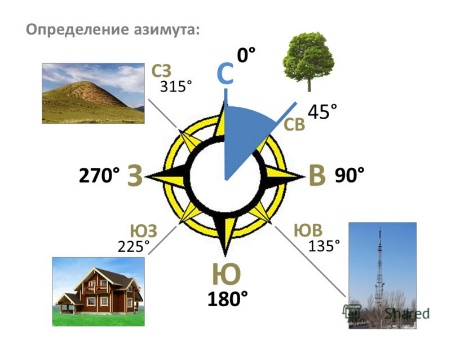 Определение азимута:
0°
СЗ
С
315°
45°
СВ
270° З
В 90°
ЮЗ
ЮВ
225°
135°
Ю
180°
Shared